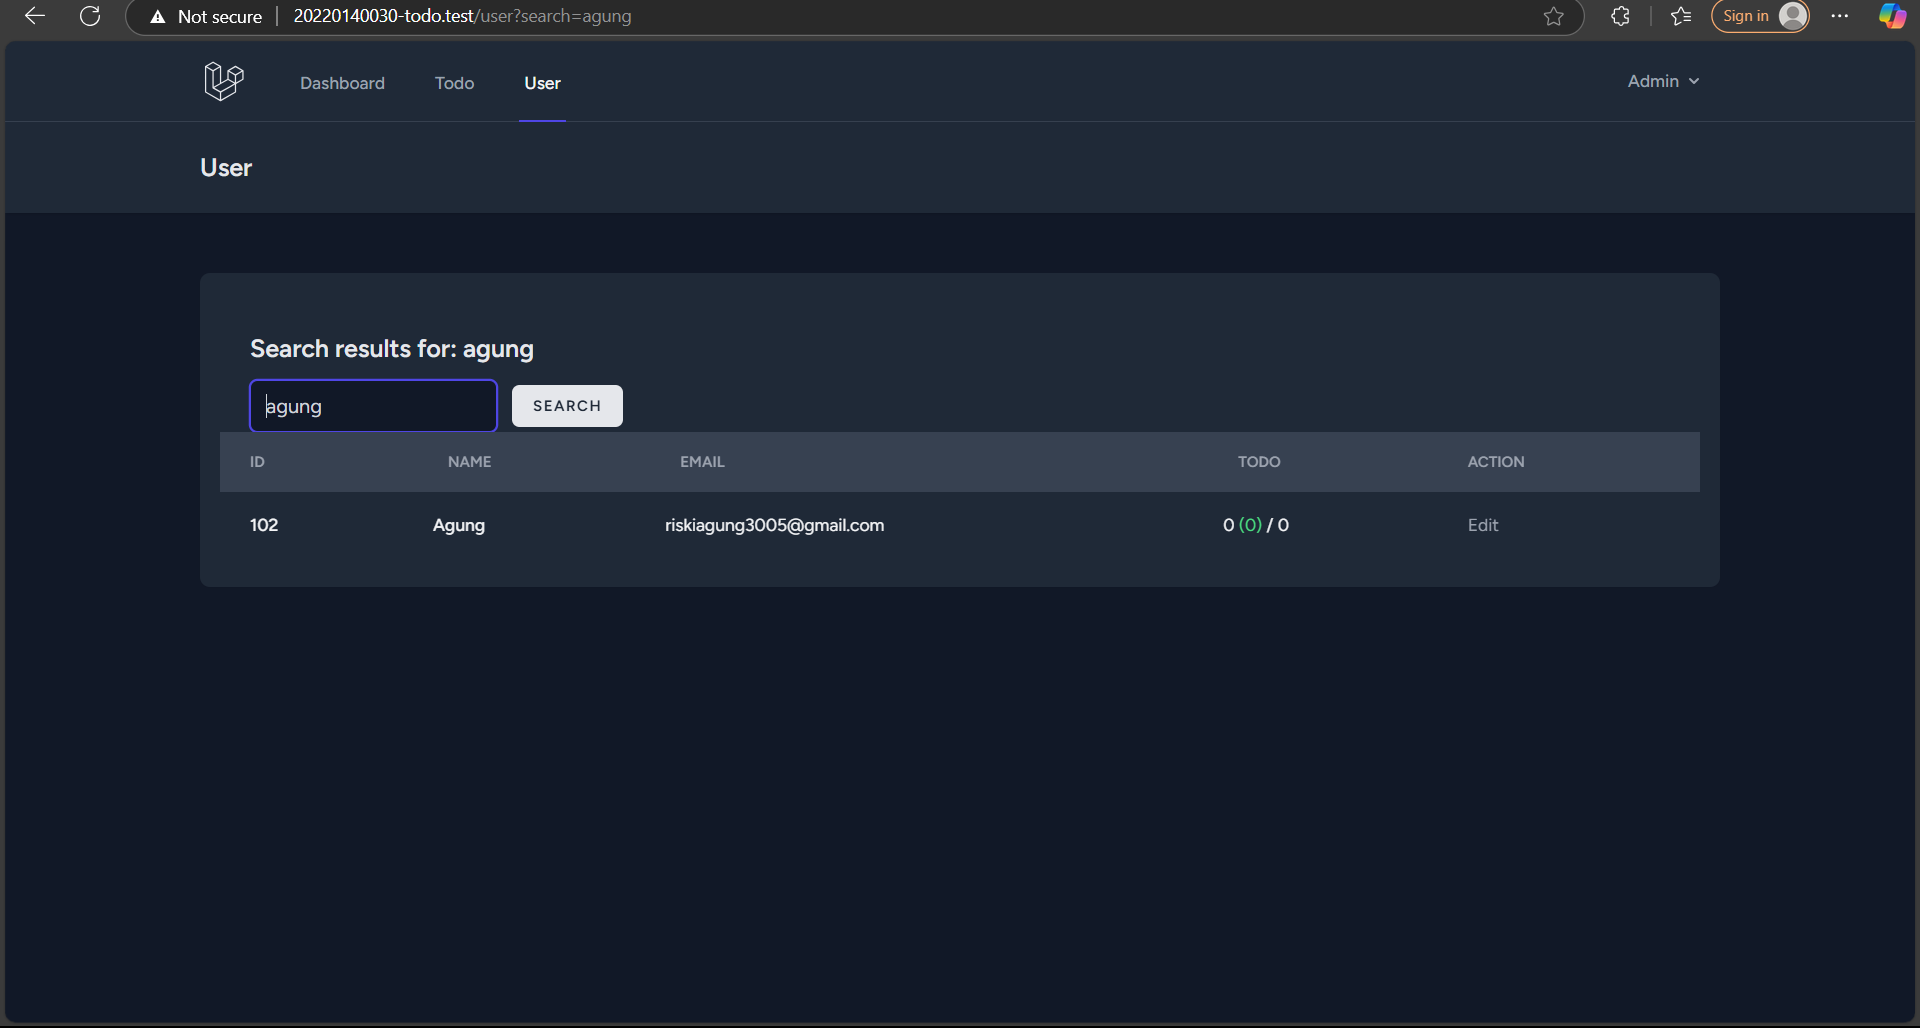 Not secure 20220140030-todo.test/user?search=agung Sign in
Dashboard Todo User Admin
User
Search results for: agung
agung SEARCH
ID NAME EMAIL TODO ACTION
102 Agung riskiagung3005@gmail.com 0 (0) / 0 Edit